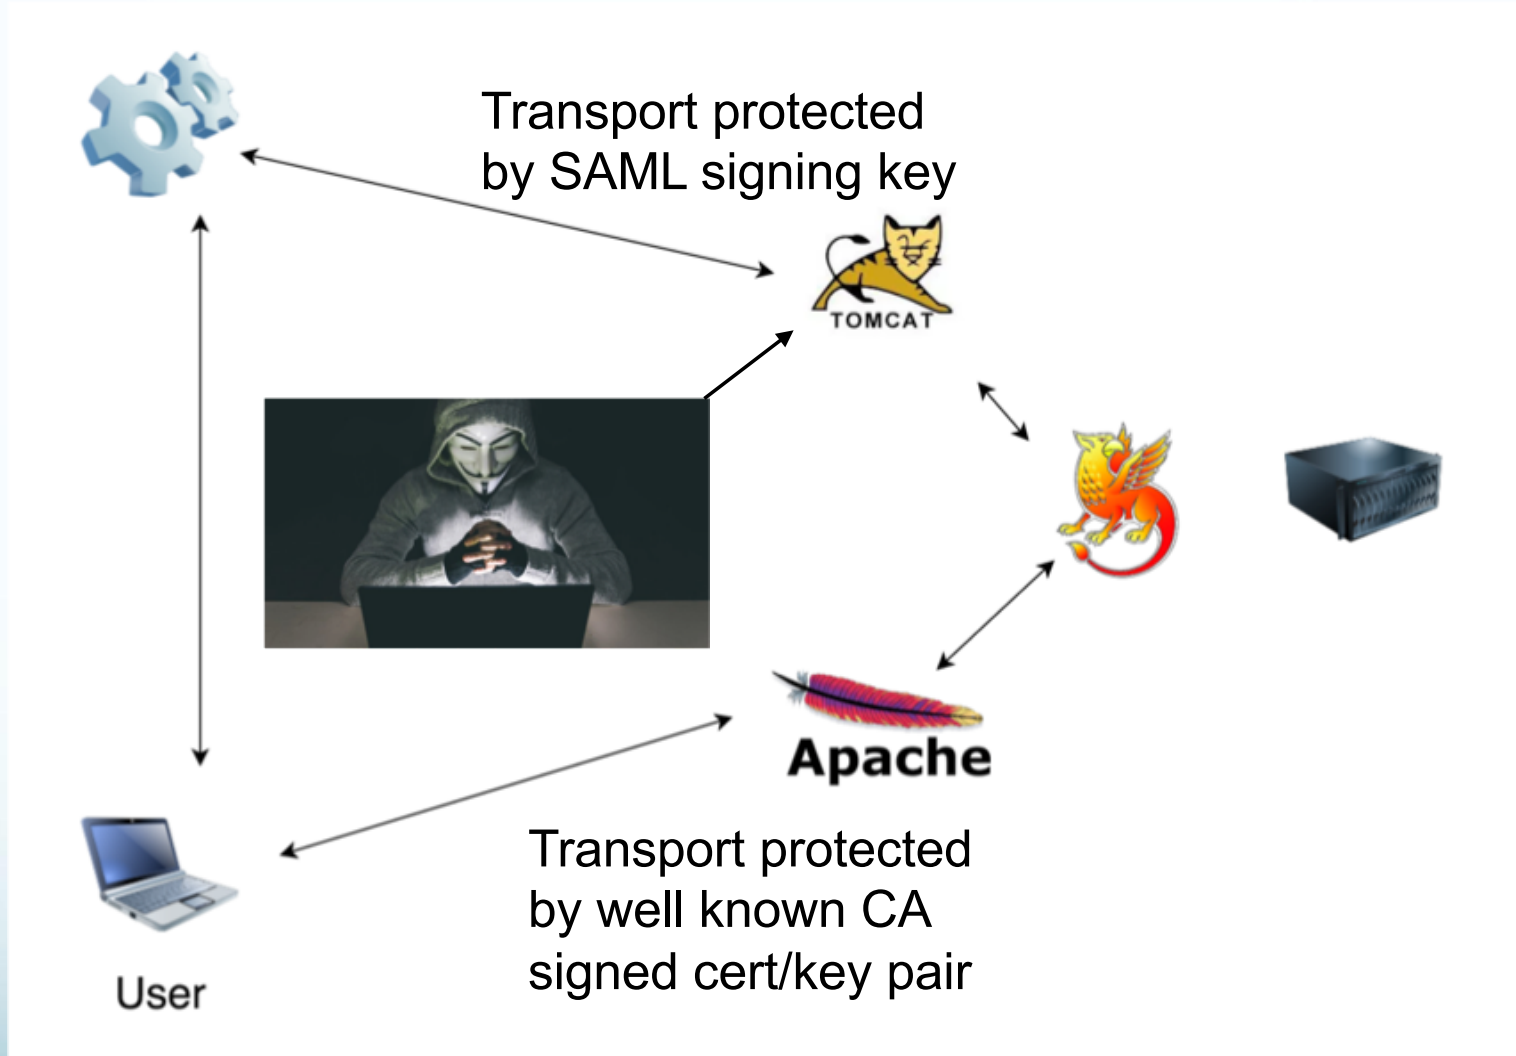 Transport protected
by SAML signing key
TOMCAT
Apache
Transport protected
by well known CA
signed cert/key pair
User